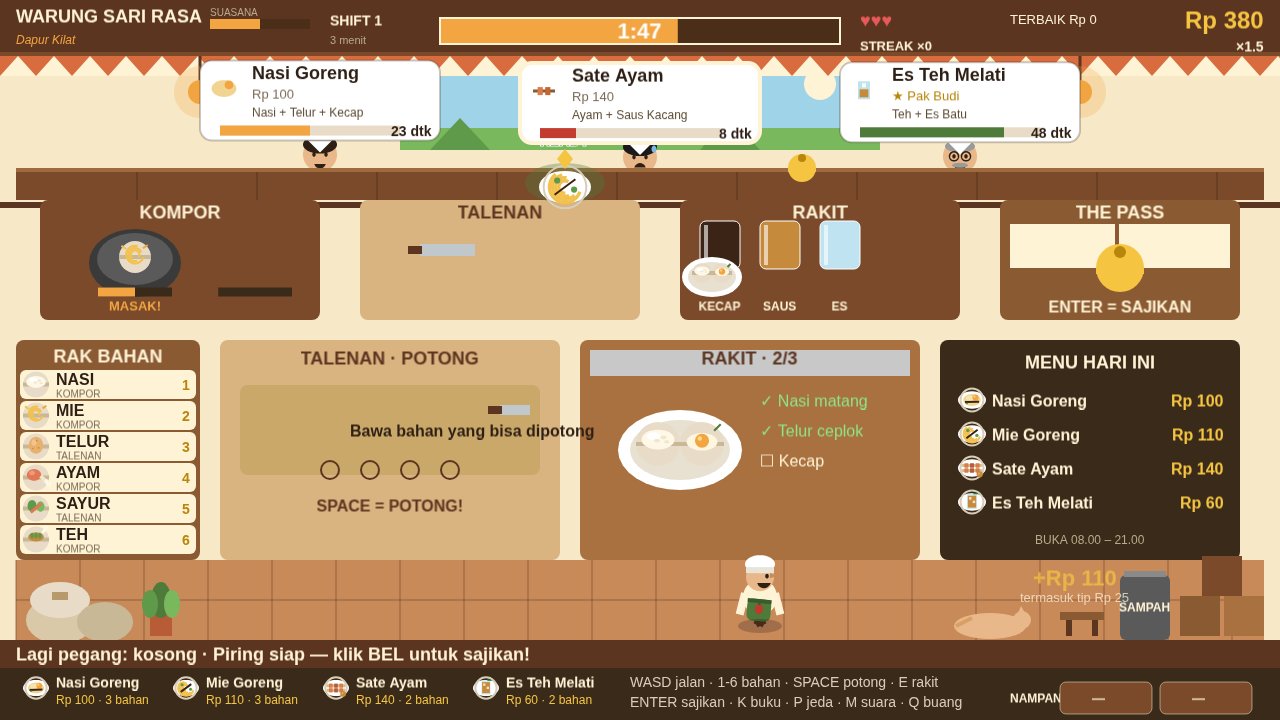 WARUNG SARI RASA
SUASANA
Dapur Kilat
SHIFT 1
3 menit
1:47
♥♥♥
STREAK ×0
TERBAIK Rp 0
Rp 380
×1.5
Nasi Goreng
Rp 100
Nasi + Telur + Kecap
23 dtk
Sate Ayam
Rp 140
Ayam + Saus Kacang
8 dtk
Es Teh Melati
★ Pak Budi
Teh + Es Batu
48 dtk
KOMPOR
MASAK!
TALENAN
RAKIT
KECAP
SAUS
ES
THE PASS
ENTER = SAJIKAN
RAK BAHAN
NASI
KOMPOR
1
MIE
KOMPOR
2
TELUR
TALENAN
3
AYAM
KOMPOR
4
SAYUR
TALENAN
5
TEH
KOMPOR
6
TALENAN · POTONG
Bawa bahan yang bisa dipotong
SPACE = POTONG!
RAKIT · 2/3
✓ Nasi matang
✓ Telur ceplok
☐ Kecap
MENU HARI INI
Nasi Goreng Rp 100
Mie Goreng Rp 110
Sate Ayam Rp 140
Es Teh Melati Rp 60
BUKA 08.00 – 21.00
+Rp 110
termasuk tip Rp 25
SAMPAH
Lagi pegang: kosong · Piring siap — klik BEL untuk sajikan!
Nasi Goreng
Rp 100 · 3 bahan
Mie Goreng
Rp 110 · 3 bahan
Sate Ayam
Rp 140 · 2 bahan
Es Teh Melati
Rp 60 · 2 bahan
WASD jalan · 1-6 bahan · SPACE potong · E rakit
ENTER sajikan · K buku · P jeda · M suara · Q buang
NAMPAN
—
—